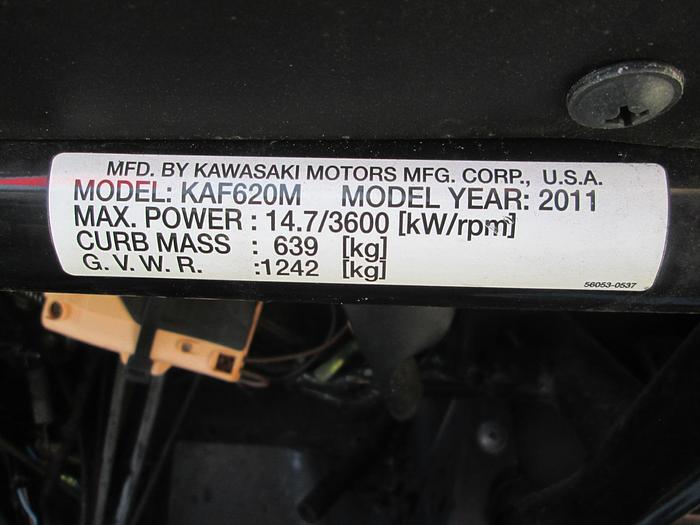 MFD. BY KAWASAKI MOTORS MFG. CORP., U.S.A.
MODEL: KAF620M MODEL YEAR: 2011
MAX. POWER : 14.7/3600 [kW/rpm]
CURB MASS : 639 [kg]
G. V. W. R. :1242 [kg]
56053-0537